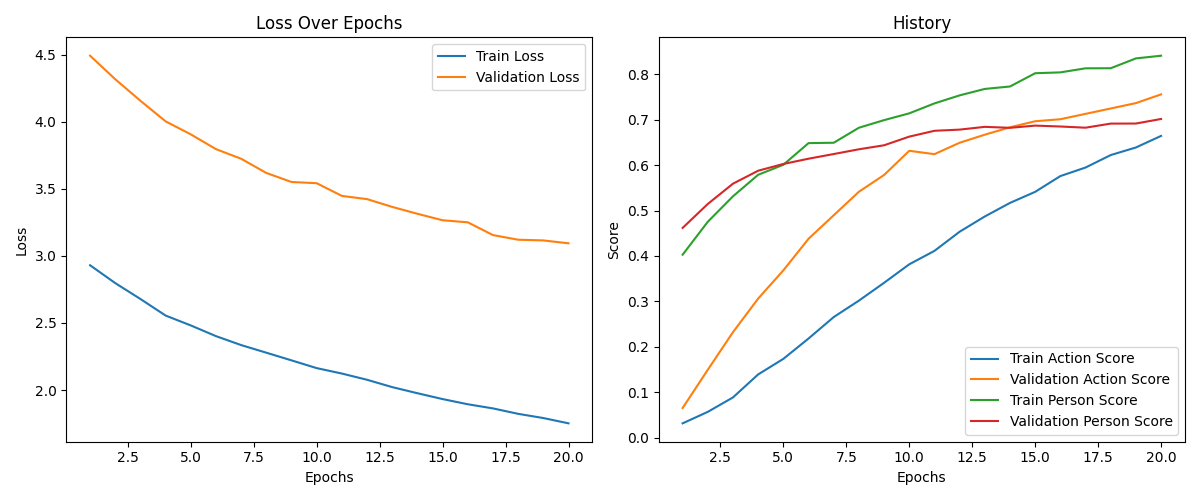 Loss Over Epochs
4.5
4.0
3.5
3.0
2.5
2.0
Loss
Train Loss
Validation Loss
2.5 5.0 7.5 10.0 12.5 15.0 17.5 20.0
Epochs
History
0.8
0.7
0.6
0.5
0.4
0.3
0.2
0.1
0.0
Score
Train Action Score
Validation Action Score
Train Person Score
Validation Person Score
2.5 5.0 7.5 10.0 12.5 15.0 17.5 20.0
Epochs